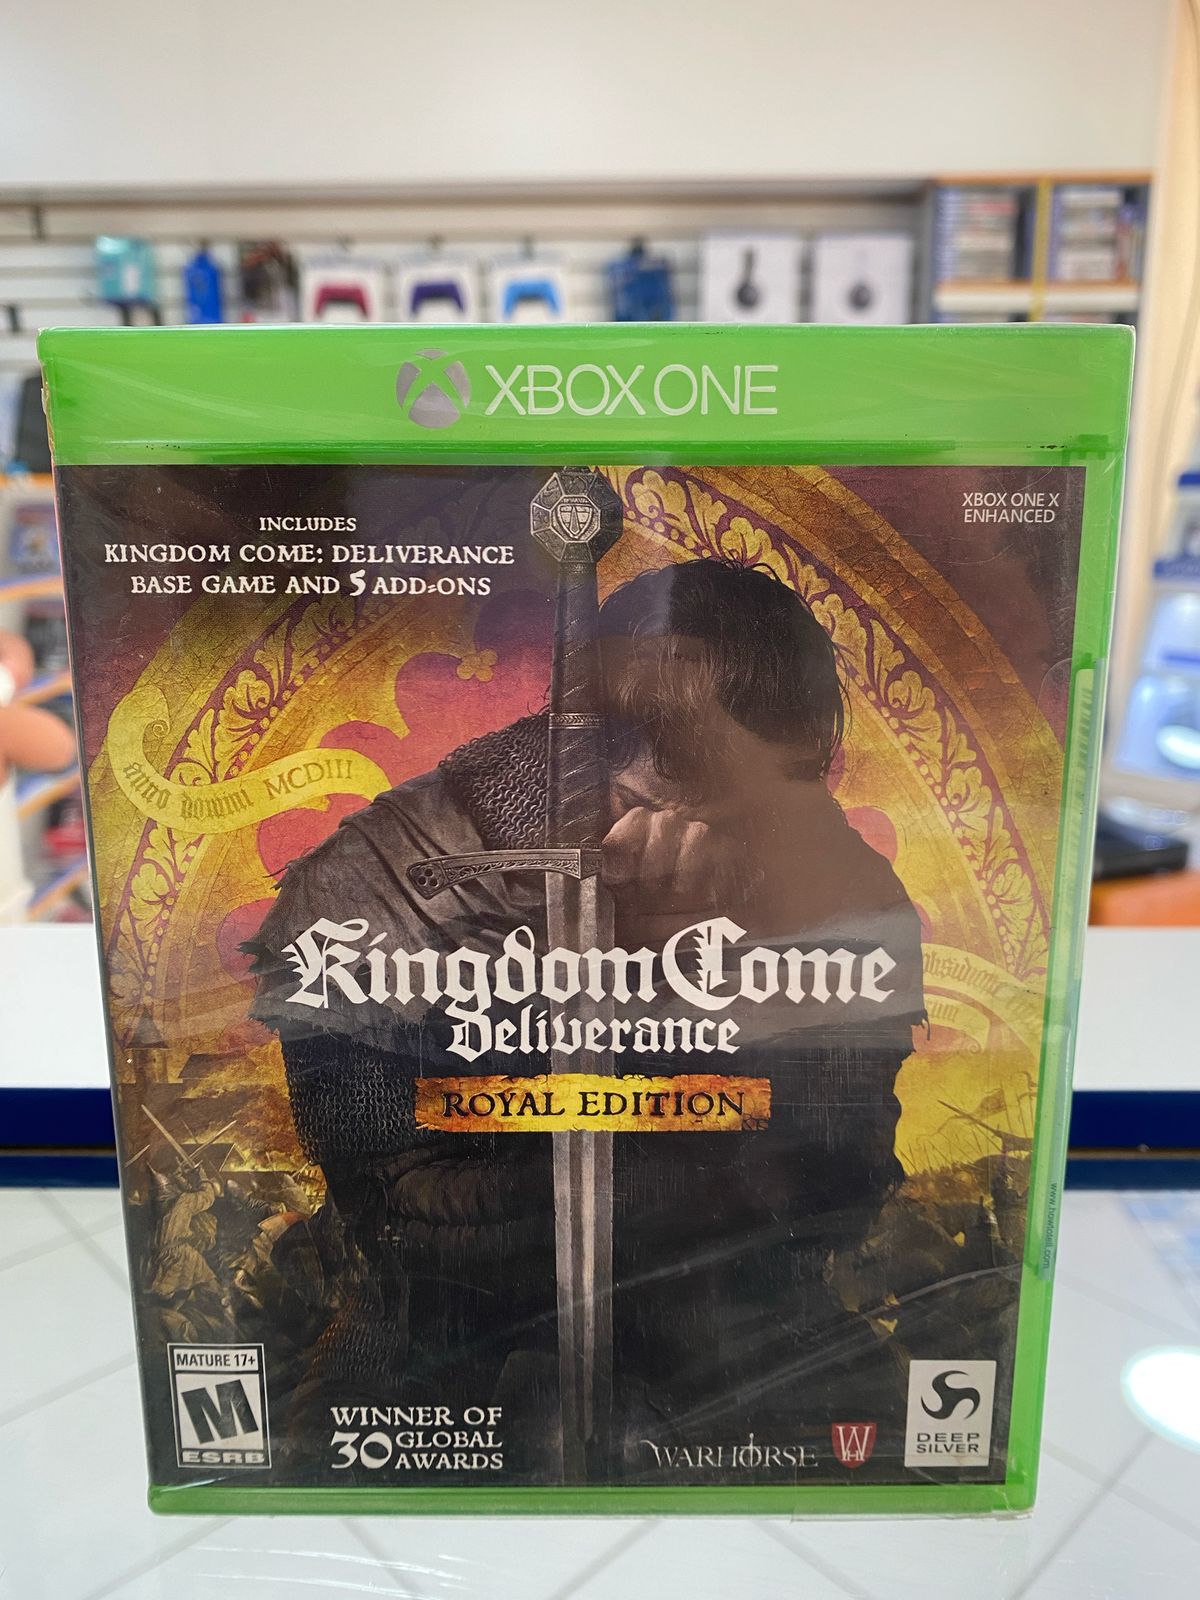 XBOX ONE
XBOX ONE X
ENHANCED
INCLUDES
KINGDOM COME: DELIVERANCE
BASE GAME AND 5 ADD-ONS
anno domini MCDIII
Kingdom Come
Deliverance
ROYAL EDITION
MATURE 17+
M
ESRB
WINNER OF
30 GLOBAL
AWARDS
WARHORSE
WH
DEEP
SILVER